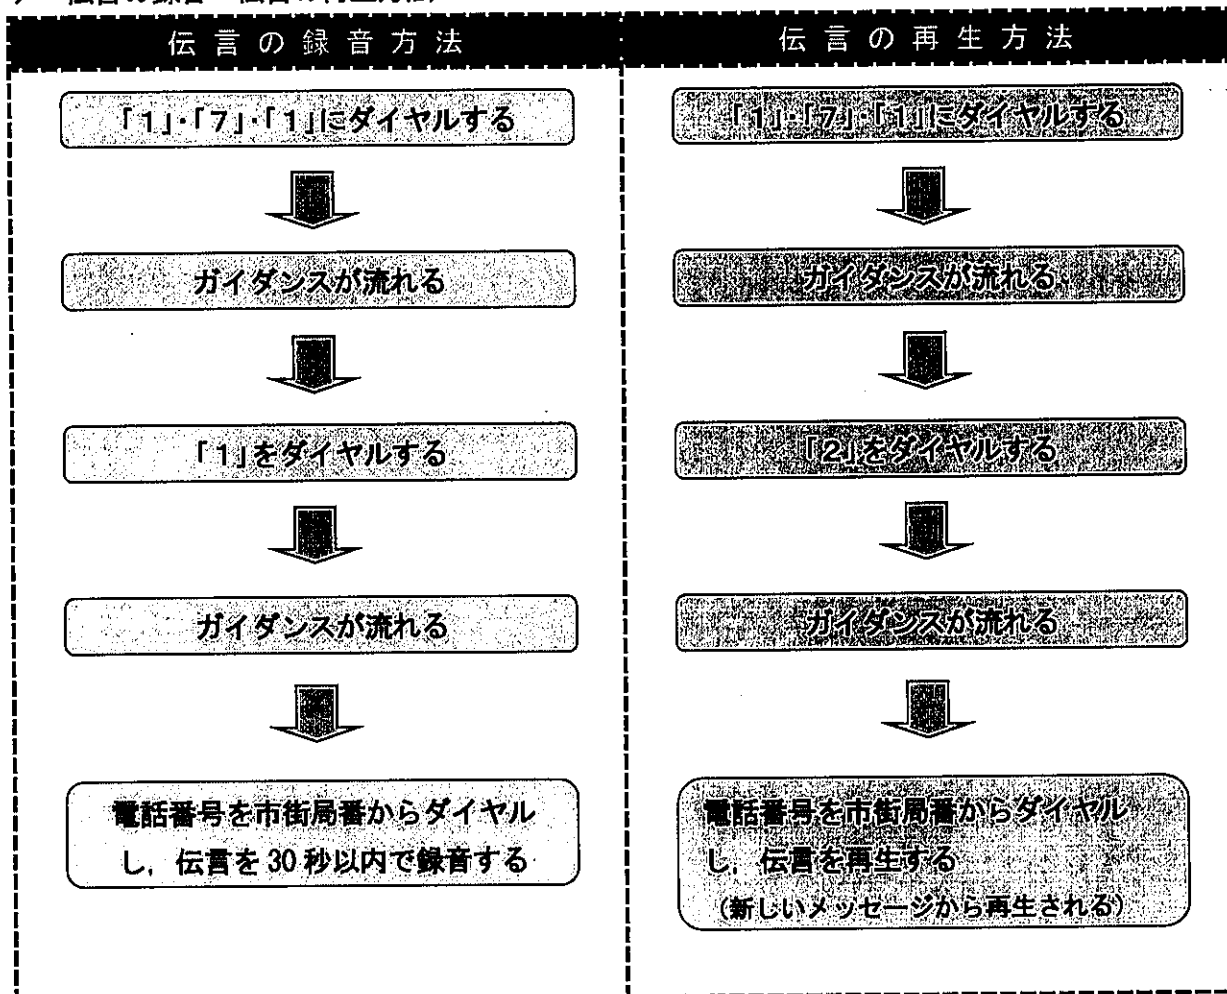 伝言の録音方法
「1」・「7」・「1」にダイヤルする
ガイダンスが流れる
「1」をダイヤルする
ガイダンスが流れる
電話番号を市街局番からダイヤル
し，伝言を30秒以内で録音する
伝言の再生方法
「1」・「7」・「1」にダイヤルする
ガイダンスが流れる
「2」をダイヤルする
ガイダンスが流れる
電話番号を市街局番からダイヤル
し，伝言を再生する
（新しいメッセージから再生される）